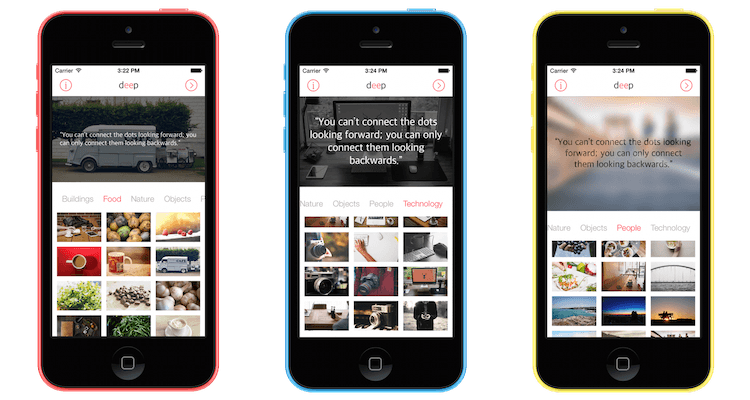 Carrier 3:22 PM
deep
"You can't connect the dots looking forward; you
can only connect them looking backwards."
Buildings Food Nature Objects P
Carrier 3:24 PM
deep
"You can't connect the dots
looking forward; you can only
connect them looking
backwards."
Nature Objects People Technology
Carrier 3:24 PM
deep
"You can't connect the dots looking
forward; you can only connect
them looking backwards."
Nature Objects People Technology